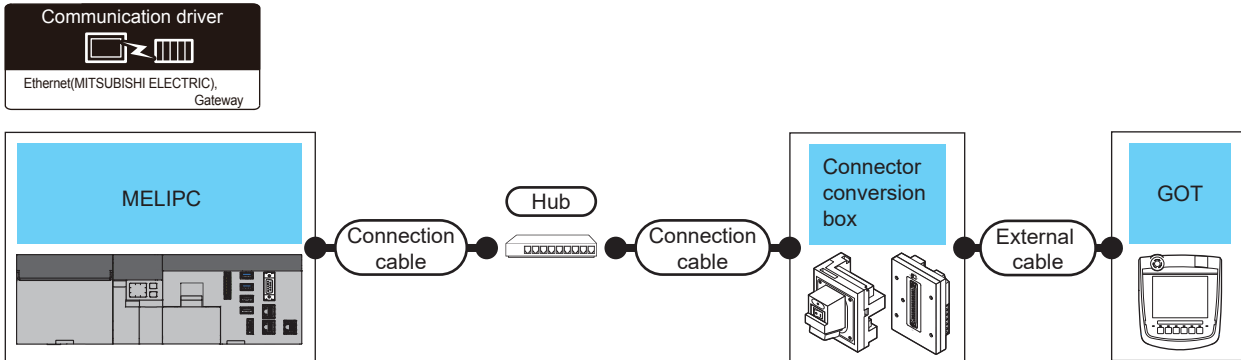 Communication driver
Ethernet(MITSUBISHI ELECTRIC),
Gateway
MELIPC
Connection
cable
Hub
Connection
cable
Connector
conversion
box
External
cable
GOT